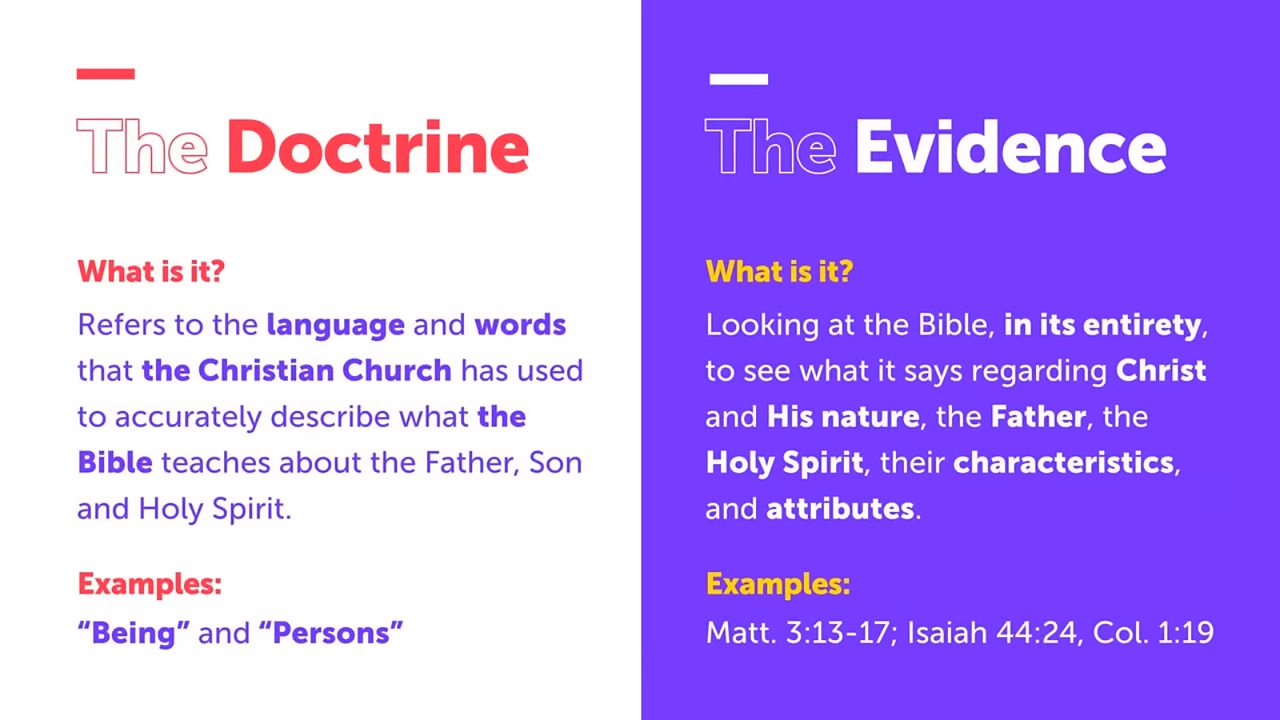 The Doctrine
What is it?
Refers to the language and words
that the Christian Church has used
to accurately describe what the
Bible teaches about the Father, Son
and Holy Spirit.
Examples:
“Being” and “Persons”
The Evidence
What is it?
Looking at the Bible, in its entirety,
to see what it says regarding Christ
and His nature, the Father, the
Holy Spirit, their characteristics,
and attributes.
Examples:
Matt. 3:13-17; Isaiah 44:24, Col. 1:19